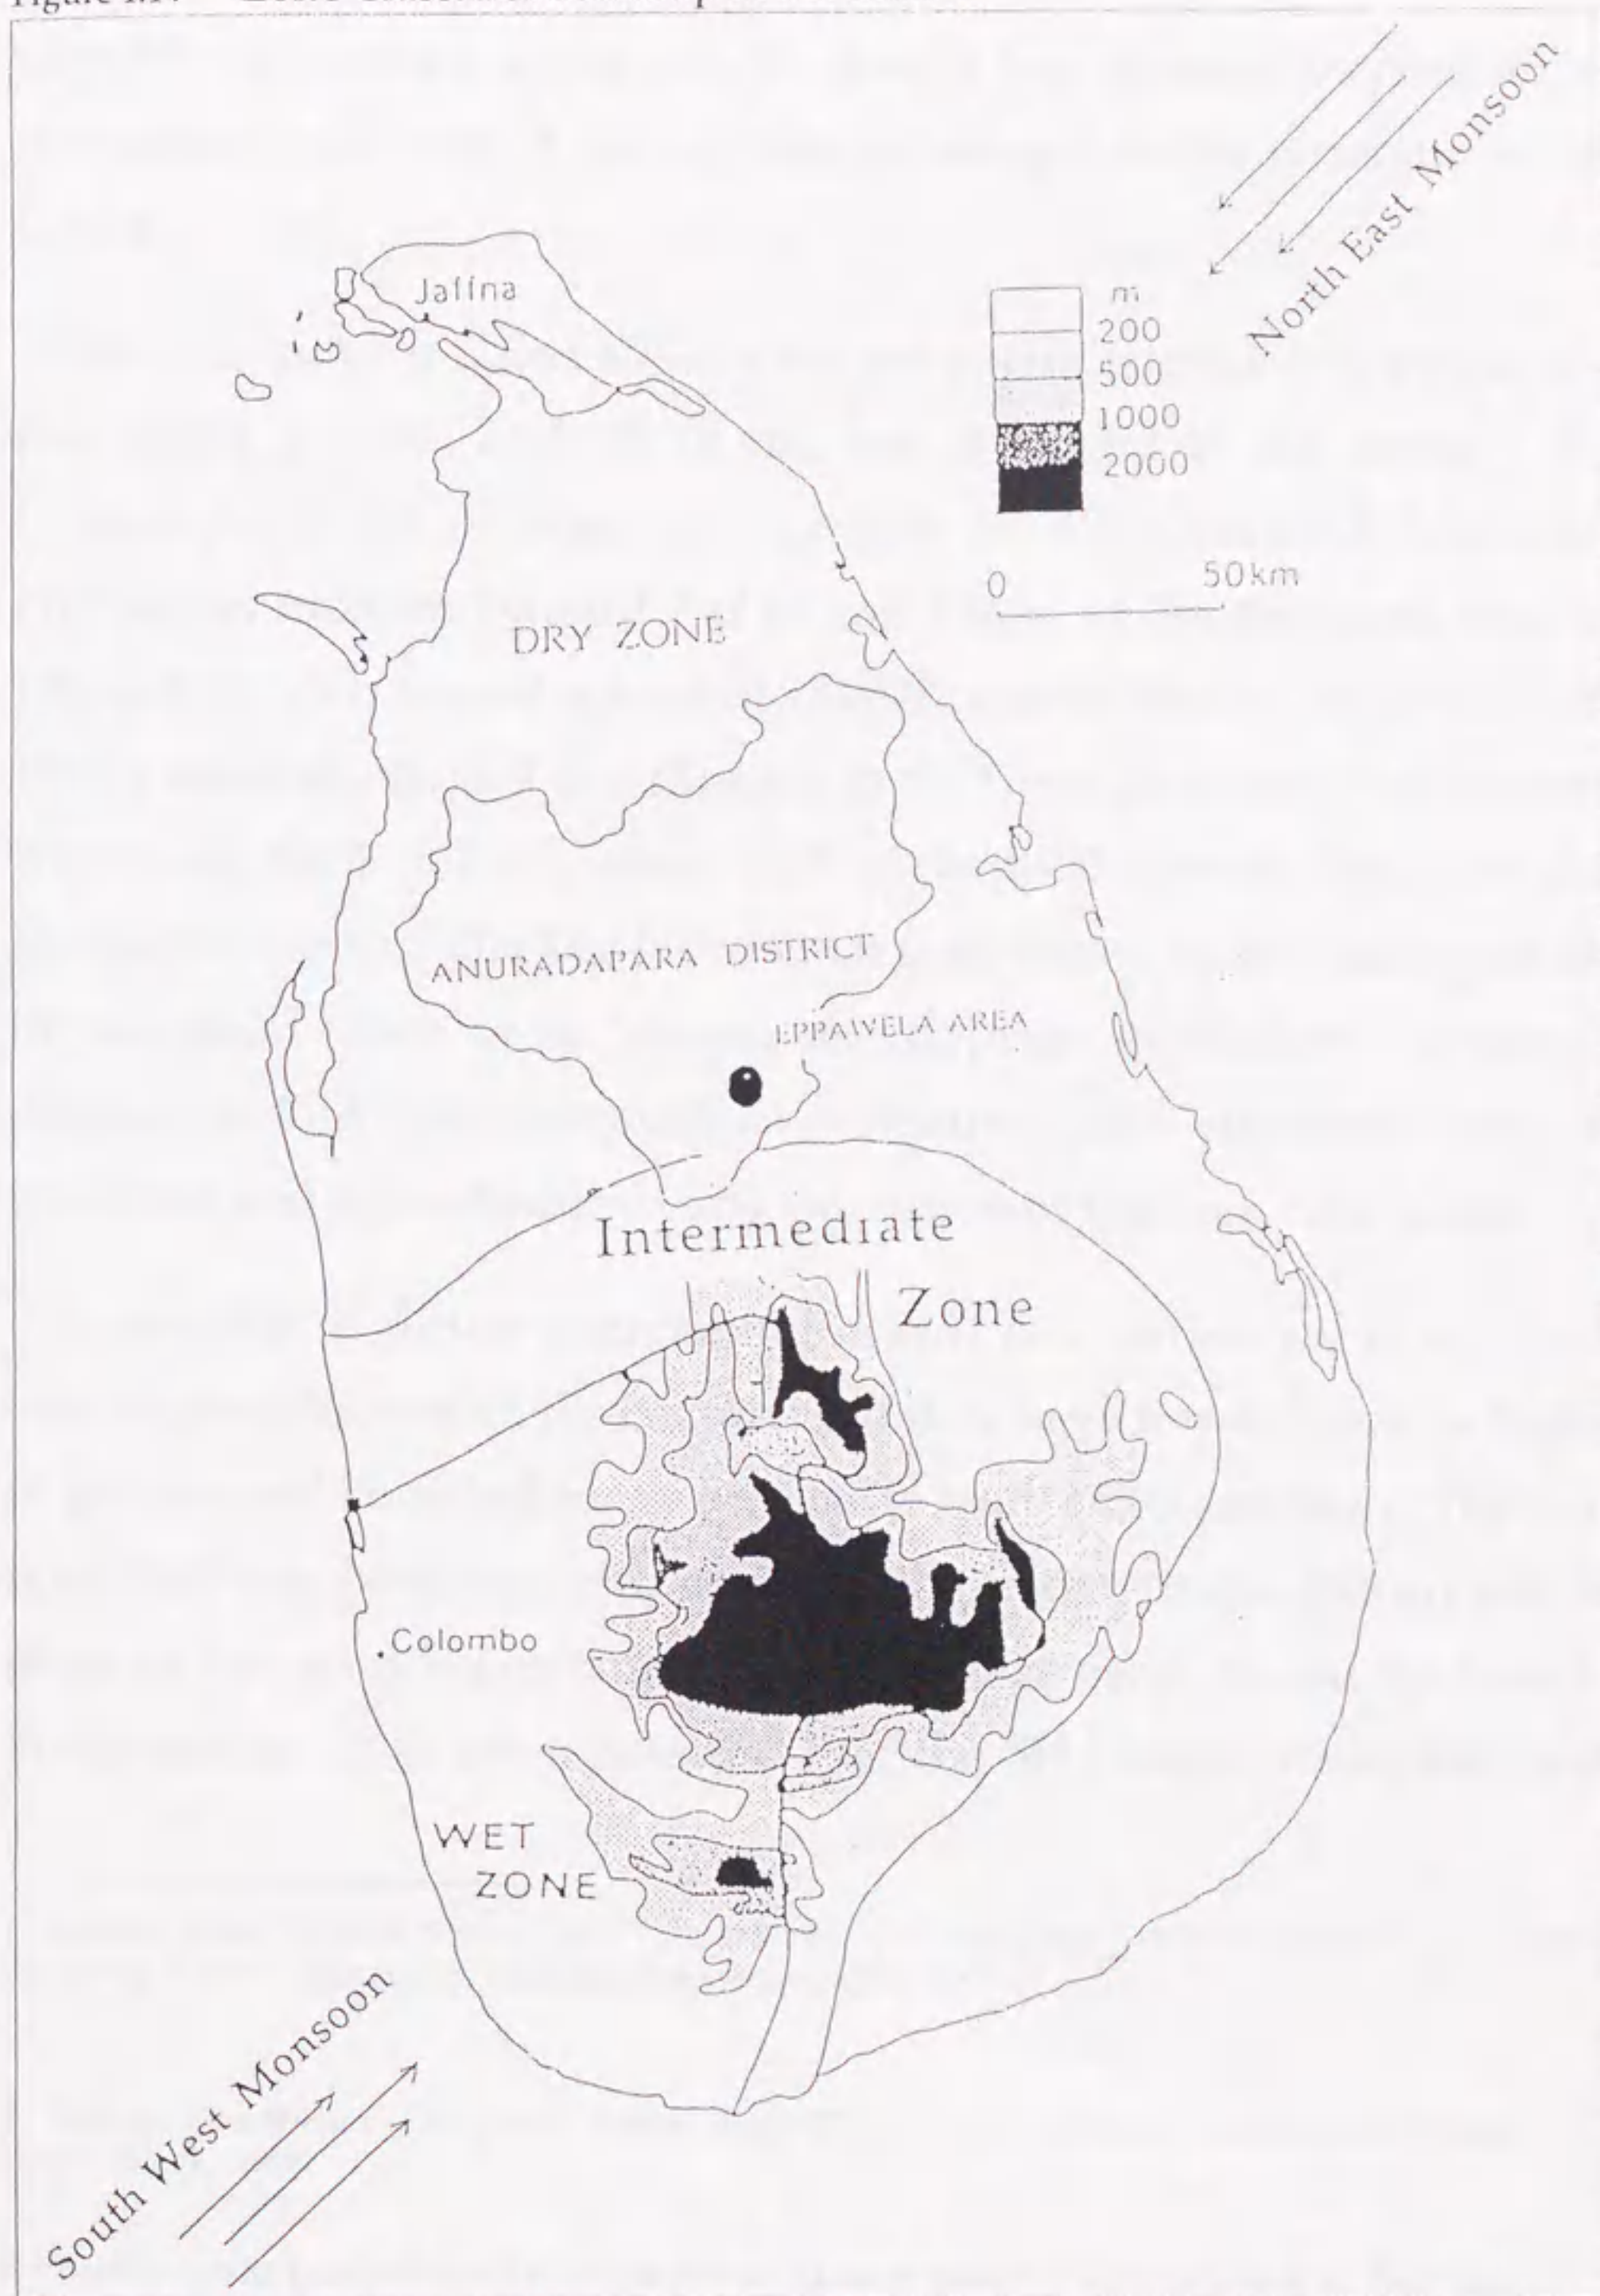 North East Monsoon
Jaffna
m
200
500
1000
2000
0 50km
DRY ZONE
ANURADAPARA DISTRICT
EPPAWELA AREA
Intermediate
Zone
Colombo
WET
ZONE
South West Monsoon